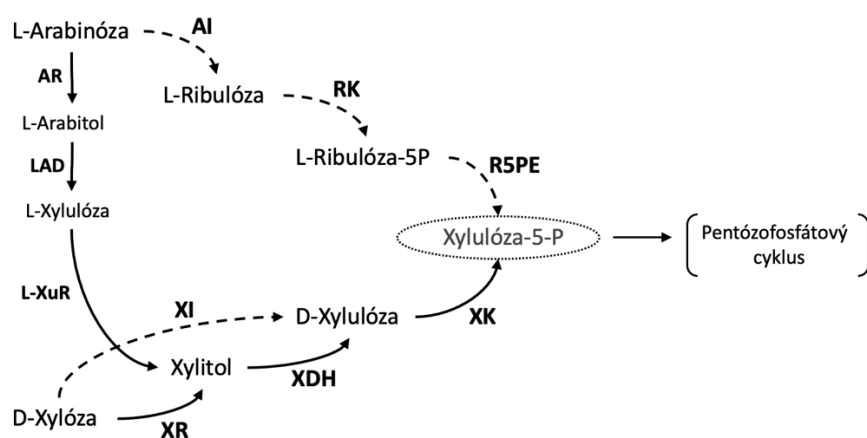 L-Arabinóza
AI
AR
L-Ribulóza
RK
L-Arabitol
L-Ribulóza-5P
R5PE
LAD
L-Xylulóza
Xylulóza-5-P
Pentózofosfátový
cyklus
L-XuR
XI
D-Xylulóza
XK
Xylitol
XDH
D-Xylóza
XR